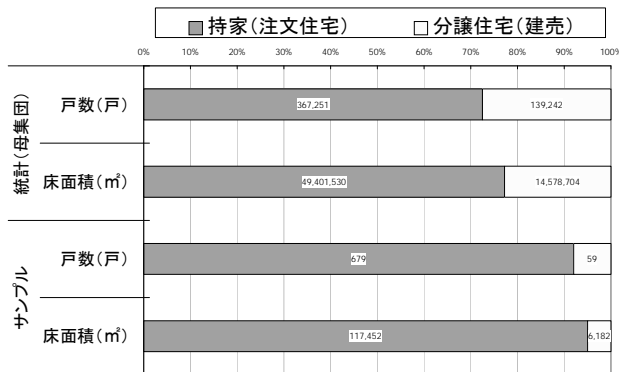 持家(注文住宅) 分譲住宅(建売)
0% 10% 20% 30% 40% 50% 60% 70% 80% 90% 100%
統計(母集団)
戸数(戸) 367,251 139,242
床面積(㎡) 49,401,530 14,578,704
サンプル
戸数(戸) 679 59
床面積(㎡) 117,452 6,182